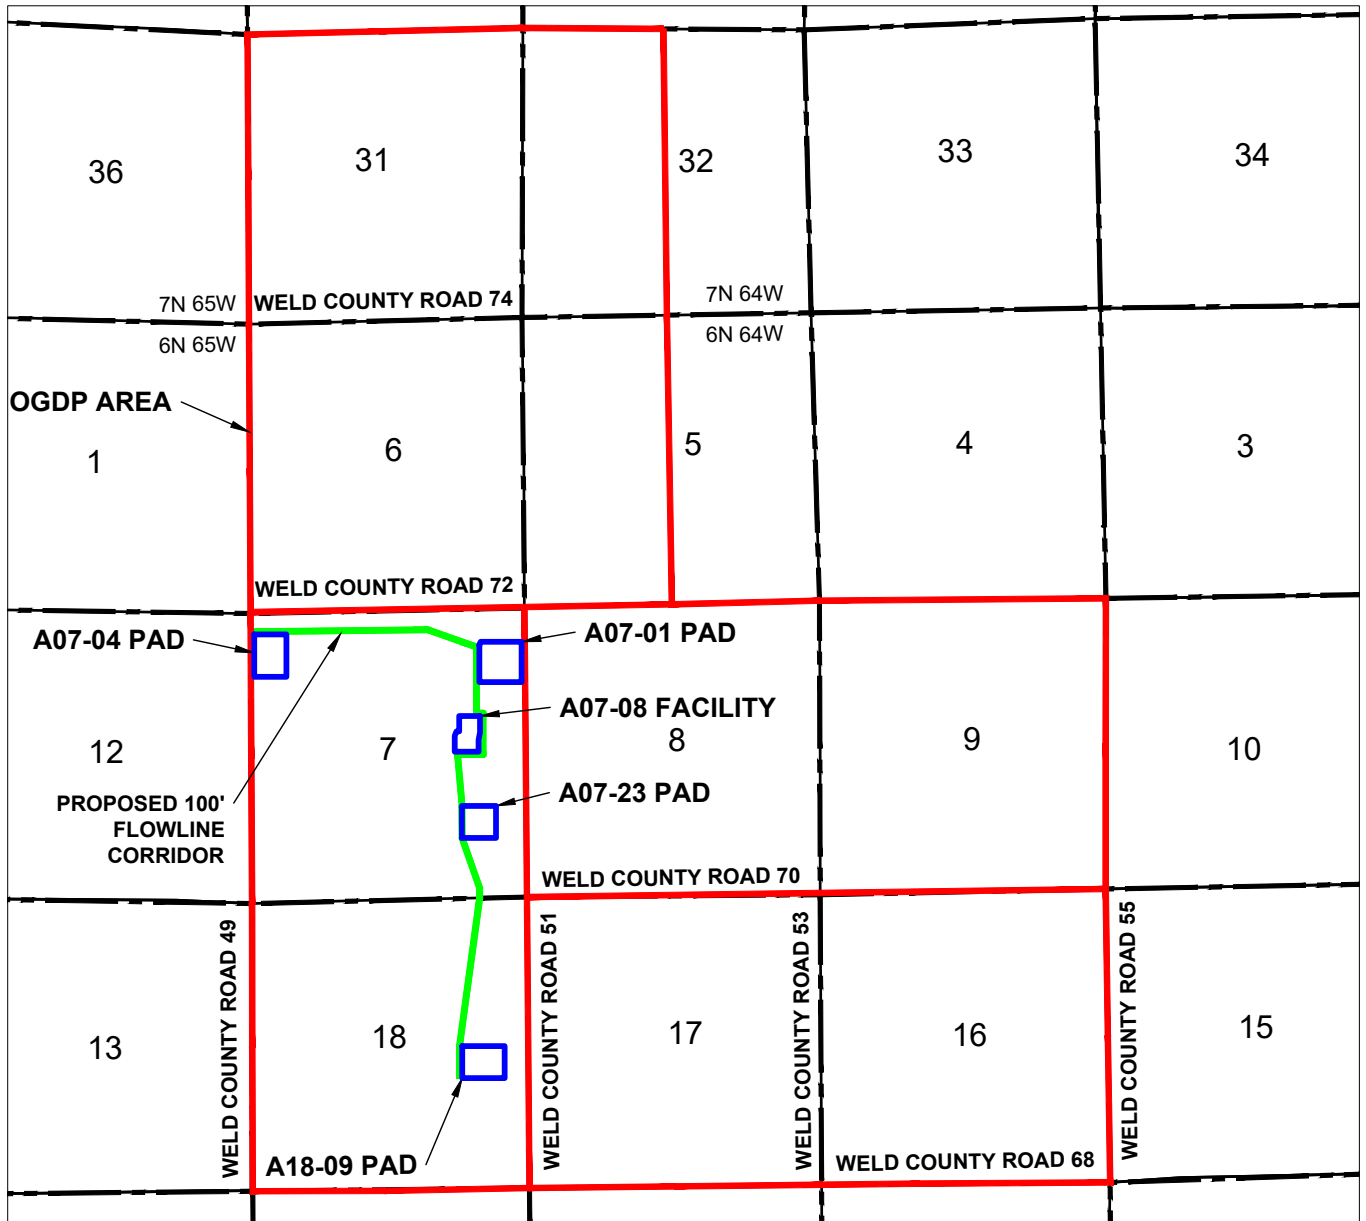 36
31
32
33
34
7N 65W
WELD COUNTY ROAD 74
7N 64W
6N 65W
6N 64W
OGDP AREA
1
6
5
4
3
WELD COUNTY ROAD 72
A07-04 PAD
A07-01 PAD
A07-08 FACILITY
12
7
8
9
10
A07-23 PAD
PROPOSED 100'
FLOWLINE
CORRIDOR
WELD COUNTY ROAD 70
WELD COUNTY ROAD 49
WELD COUNTY ROAD 51
WELD COUNTY ROAD 53
WELD COUNTY ROAD 55
13
18
17
16
15
A18-09 PAD
WELD COUNTY ROAD 68